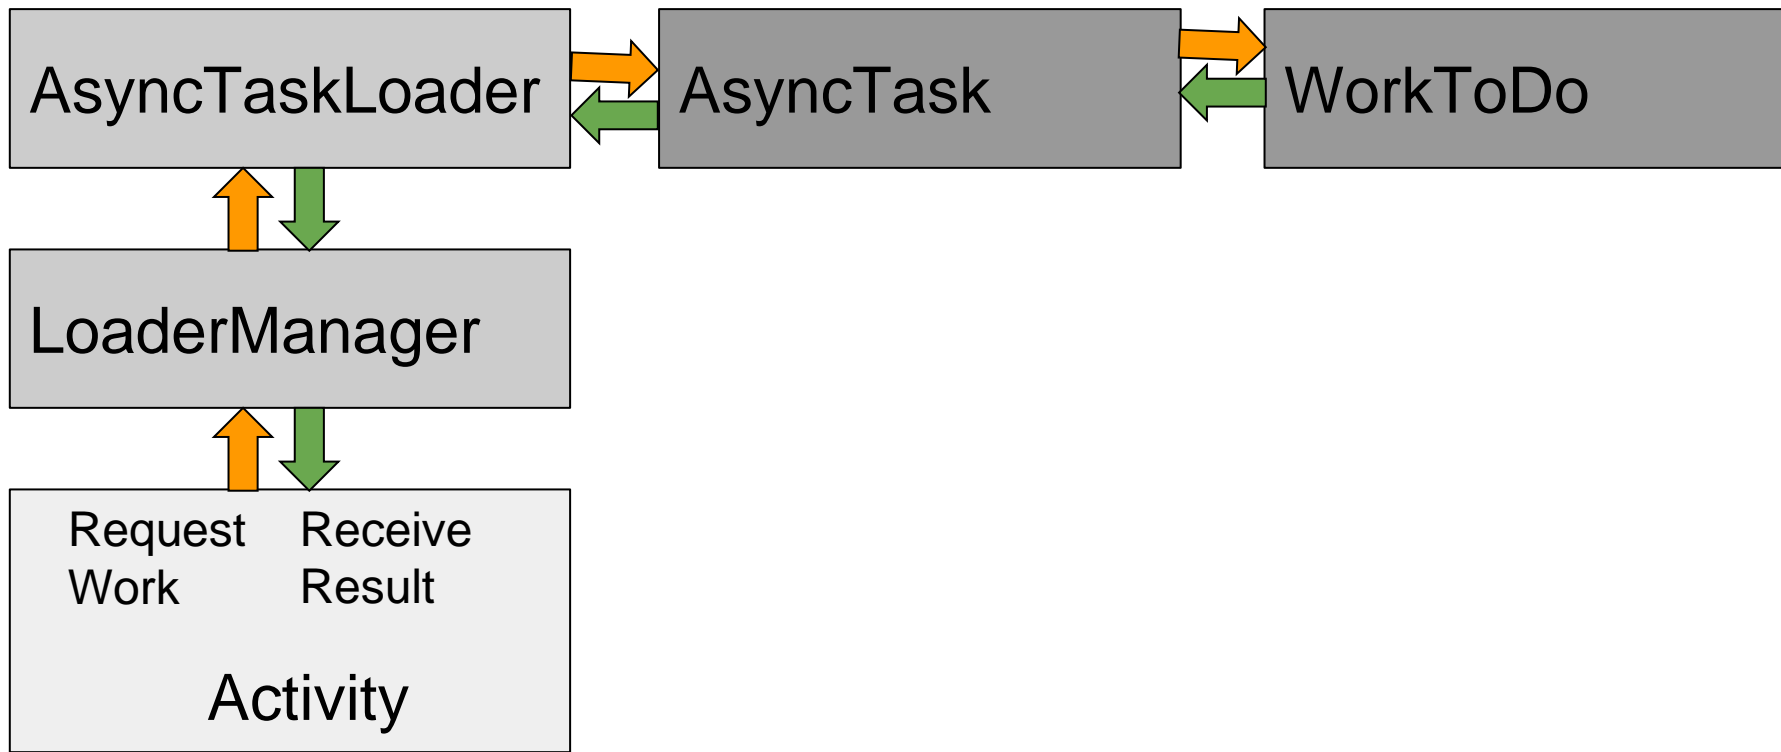 AsyncTaskLoader
AsyncTask
WorkToDo
LoaderManager
Request
Work
Receive
Result
Activity